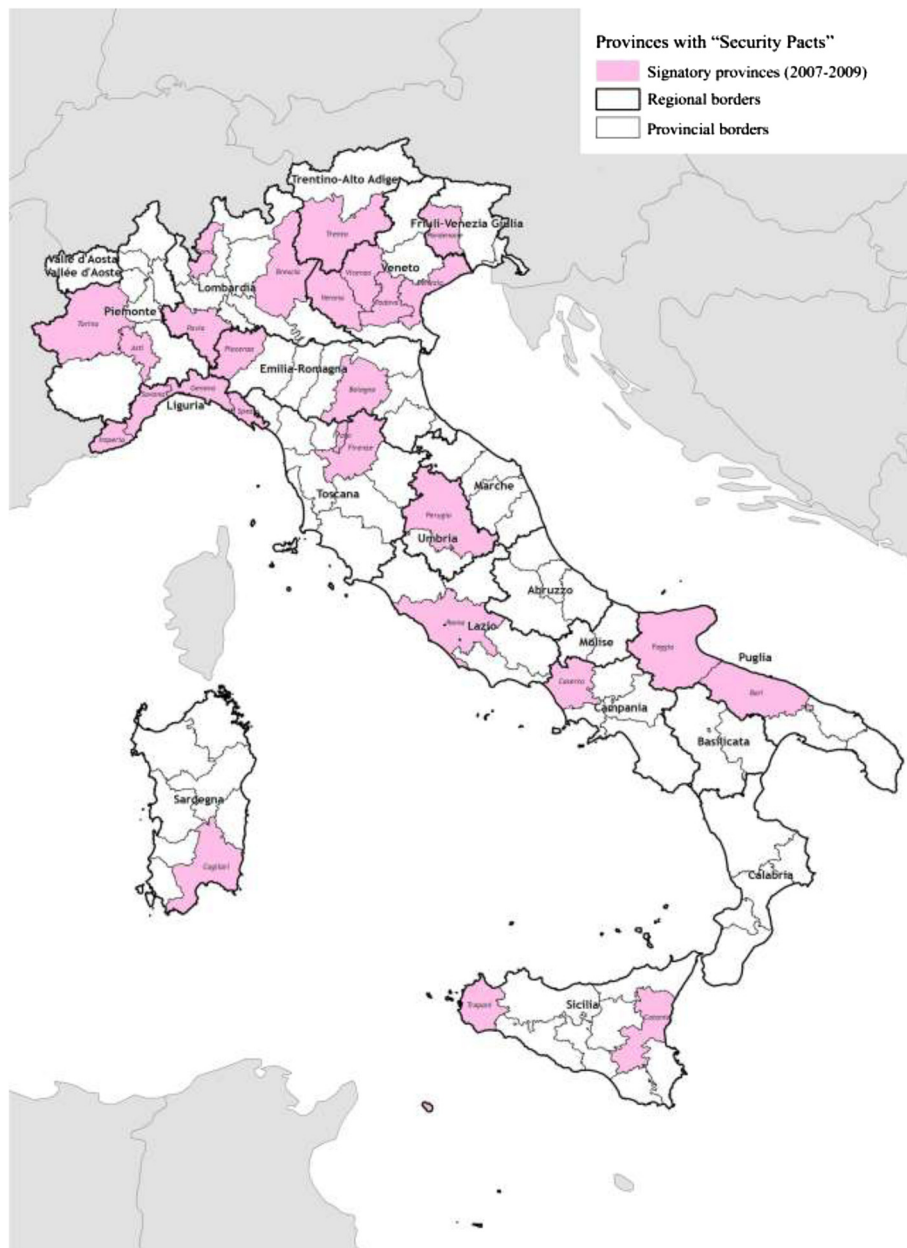 Provinces with “Security Pacts”
Signatory provinces (2007-2009)
Regional borders
Provincial borders
Trentino-Alto Adige
Friuli-Venezia Giulia
Trento
Pordenone
Valle d'Aosta
Vallée d'Aoste
Brescia
Vicenza
Veneto
Venezia
Lombardia
Verona
Padova
Piemonte
Torino
Pavia
Asti
Piacenza
Emilia-Romagna
Bologna
Savona
Genova
Liguria
La Spezia
Imperia
Prato
Firenze
Toscana
Marche
Perugia
Umbria
Abruzzo
Roma
Lazio
Molise
Foggia
Puglia
Caserta
Bari
Campania
Basilicata
Sardegna
Cagliari
Calabria
Trapani
Sicilia
Catania